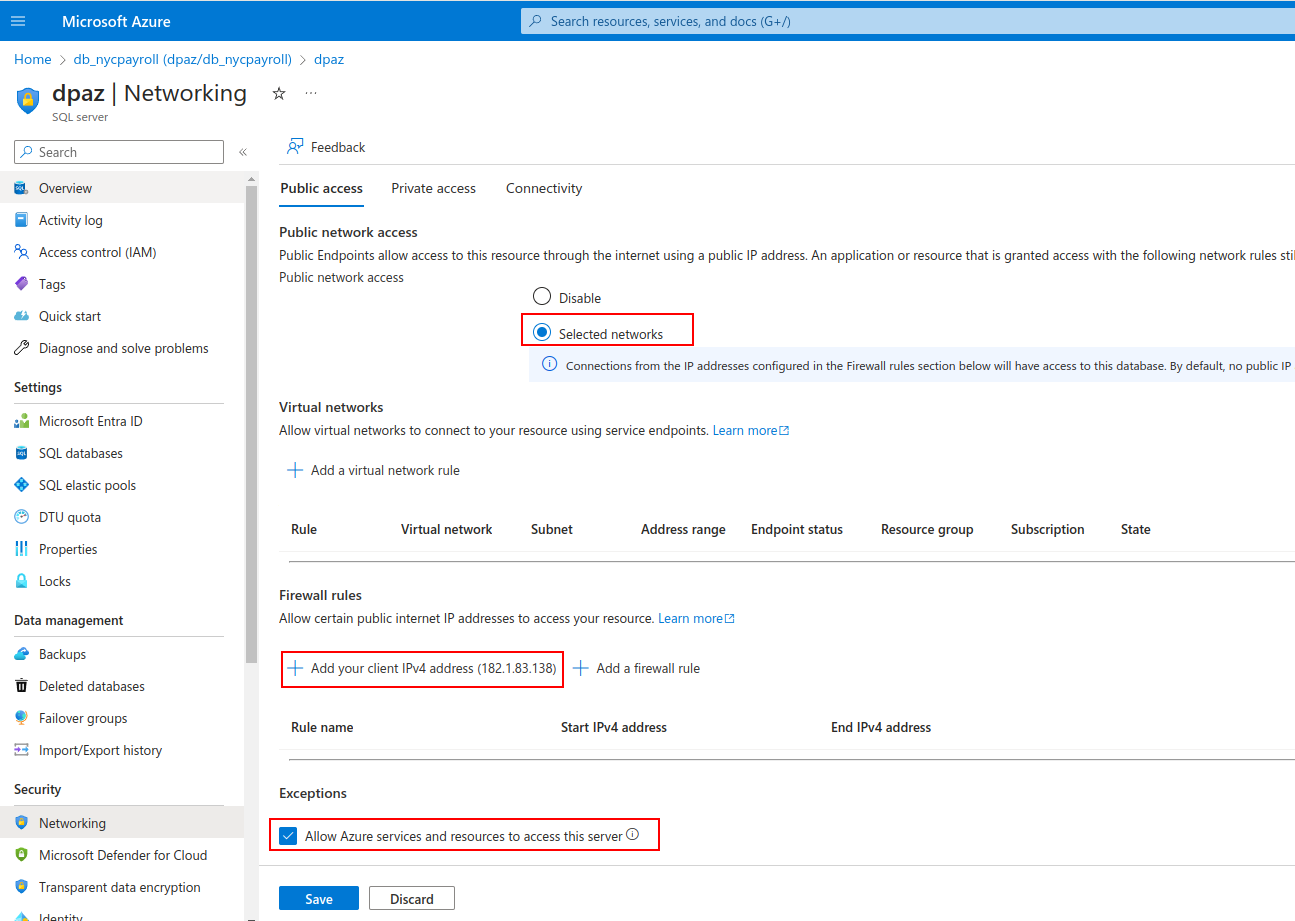 Microsoft Azure
Search resources, services, and docs (G+/)
Home > db_nycpayroll (dpaz/db_nycpayroll) > dpaz
dpaz | Networking
SQL server
Search
Overview
Activity log
Access control (IAM)
Tags
Quick start
Diagnose and solve problems
Settings
Microsoft Entra ID
SQL databases
SQL elastic pools
DTU quota
Properties
Locks
Data management
Backups
Deleted databases
Failover groups
Import/Export history
Security
Networking
Microsoft Defender for Cloud
Transparent data encryption
Identity
Feedback
Public access Private access Connectivity
Public network access
Public Endpoints allow access to this resource through the internet using a public IP address. An application or resource that is granted access with the following network rules stil
Public network access
Disable
Selected networks
Connections from the IP addresses configured in the Firewall rules section below will have access to this database. By default, no public IP
Virtual networks
Allow virtual networks to connect to your resource using service endpoints. Learn more
Add a virtual network rule
Rule Virtual network Subnet Address range Endpoint status Resource group Subscription State
Firewall rules
Allow certain public internet IP addresses to access your resource. Learn more
Add your client IPv4 address (182.1.83.138) Add a firewall rule
Rule name Start IPv4 address End IPv4 address
Exceptions
Allow Azure services and resources to access this server
Save Discard